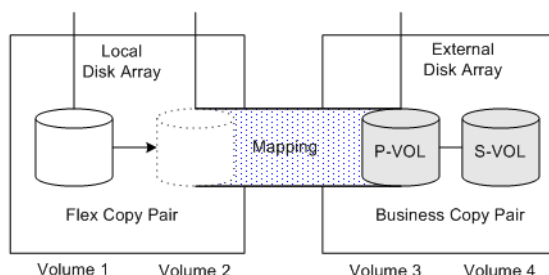 Local
Disk Array
External
Disk Array
Mapping
P-VOL
S-VOL
Flex Copy Pair
Business Copy Pair
Volume 1
Volume 2
Volume 3
Volume 4